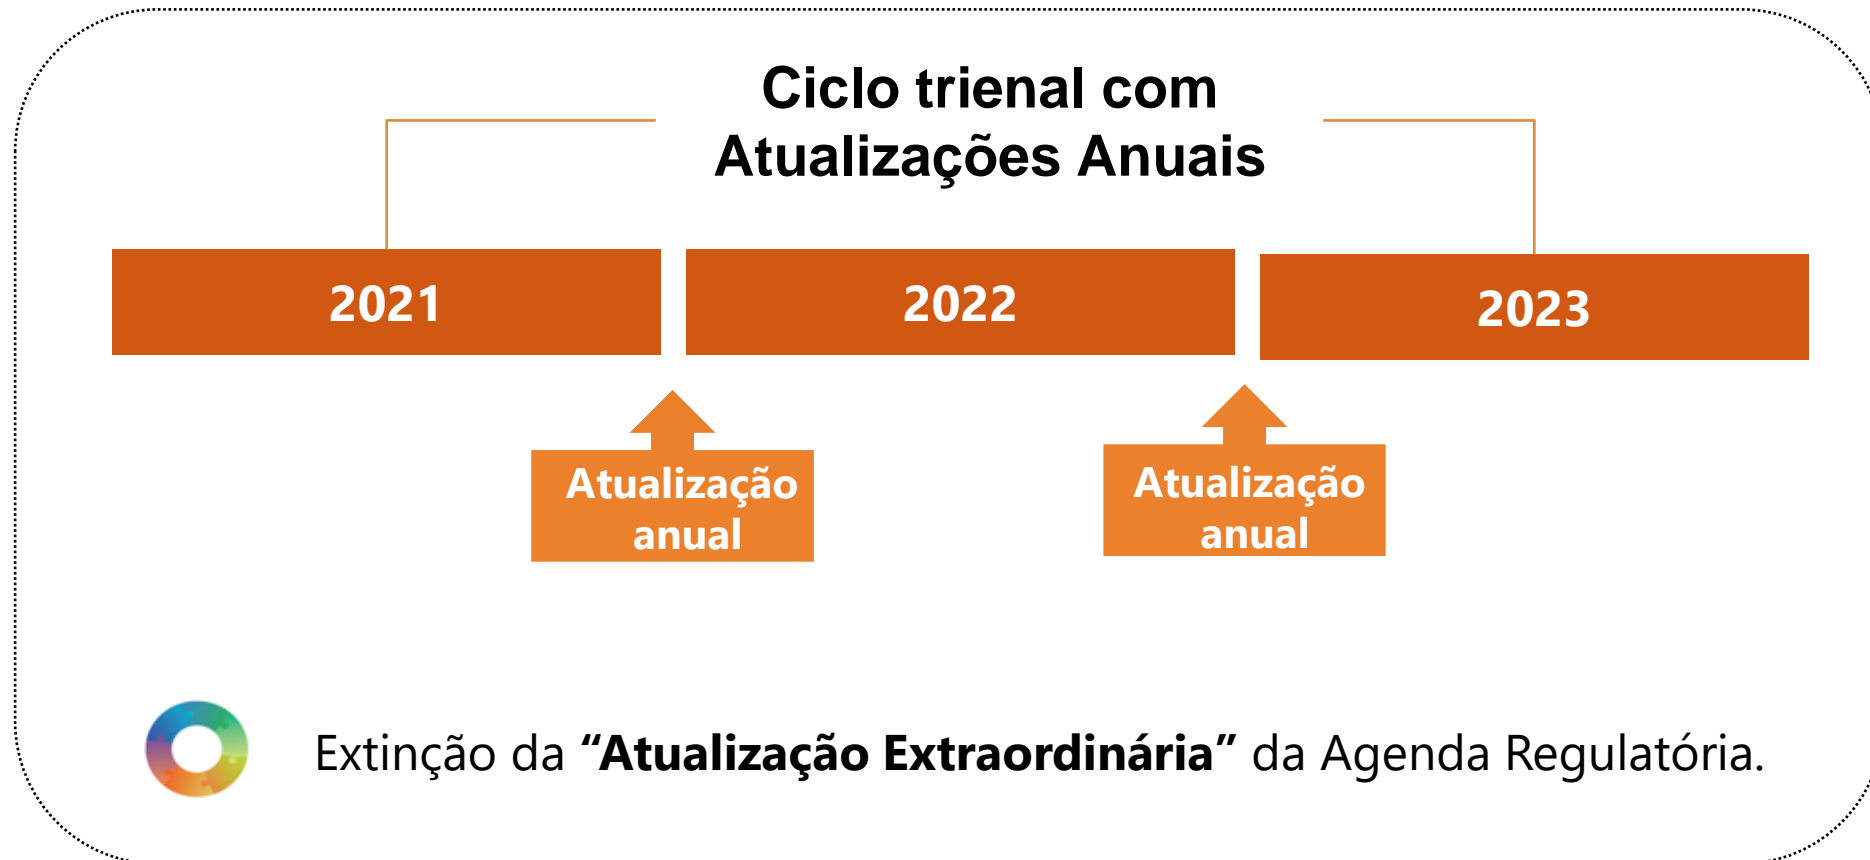 Ciclo trienal com
Atualizações Anuais
2021
2022
2023
Atualização
anual
Atualização
anual
Extinção da “Atualização Extraordinária” da Agenda Regulatória.